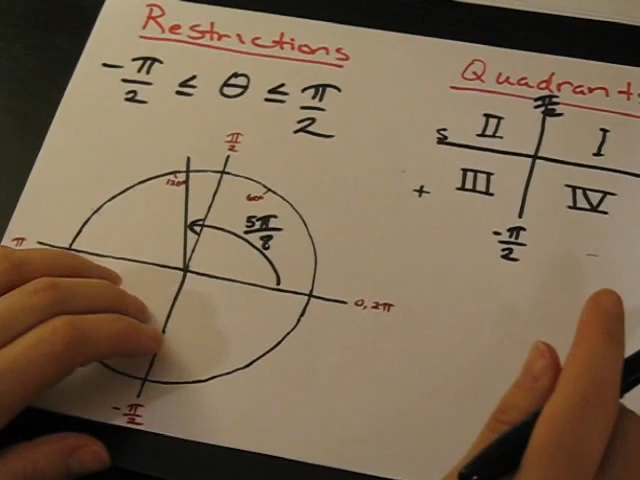 Restrictions
-π/2 ≤ θ ≤ π/2
π/2
120°
60°
5π/8
π
0, 2π
-π/2
Quadrant
π/2
S
II
I
+
III
IV
-π/2
-